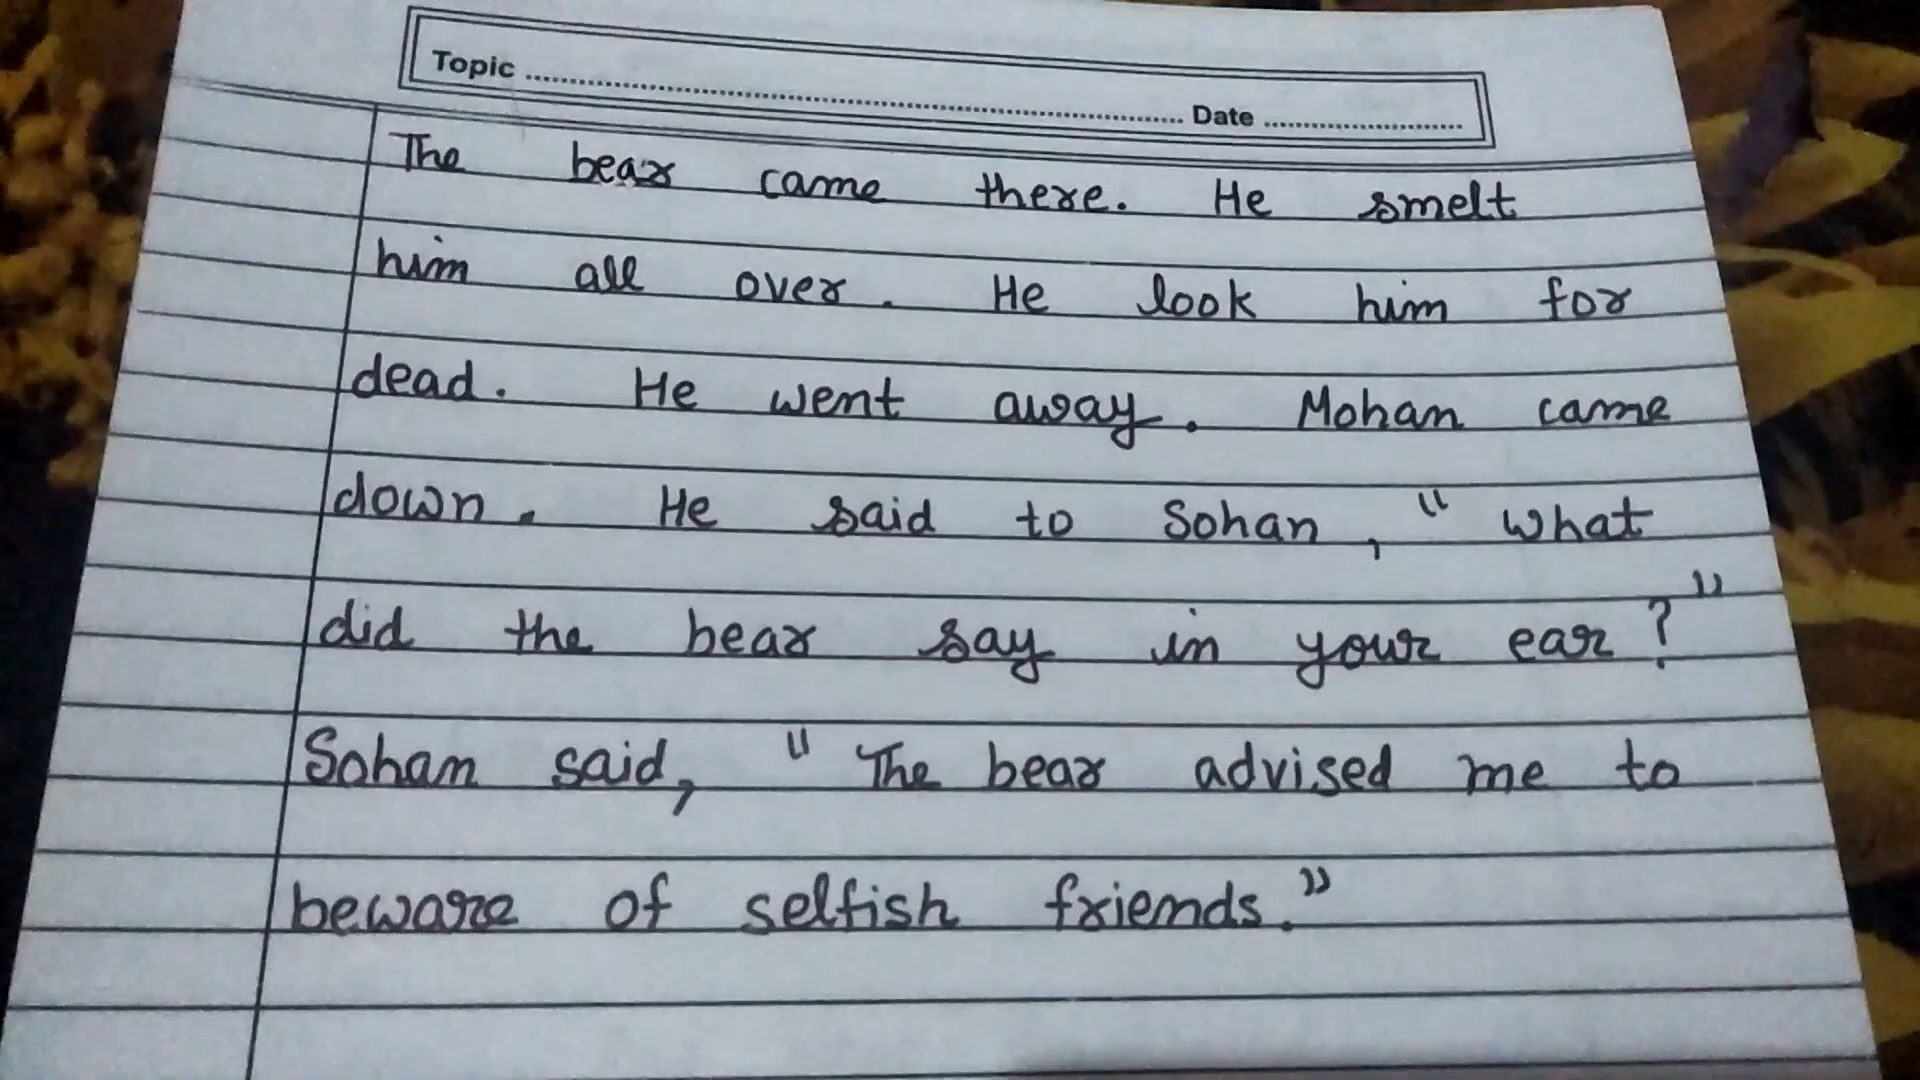 Topic ........................ Date ................
The bear came there. He smelt
him all over. He look him for
dead. He went away. Mohan came
down. He said to Sohan, "what
did the bear say in your ear?"
Sohan said, "The bear advised me to
beware of selfish friends."